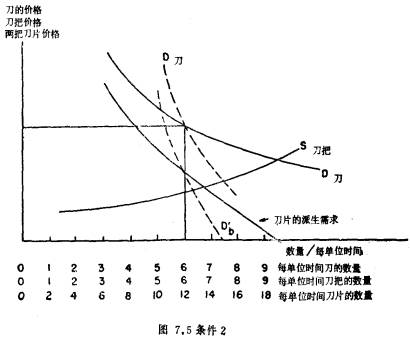 刀的价格
刀把价格
两把刀片价格
D刀
S刀把
D刀
刀片的派生需求
D'b
数量/每单位时间
0 1 2 3 4 5 6 7 8 9 每单位时间刀的数量
0 1 2 3 4 5 6 7 8 9 每单位时间刀把的数量
0 2 4 6 8 10 12 14 16 18 每单位时间刀片的数量
图 7.5 条件 2